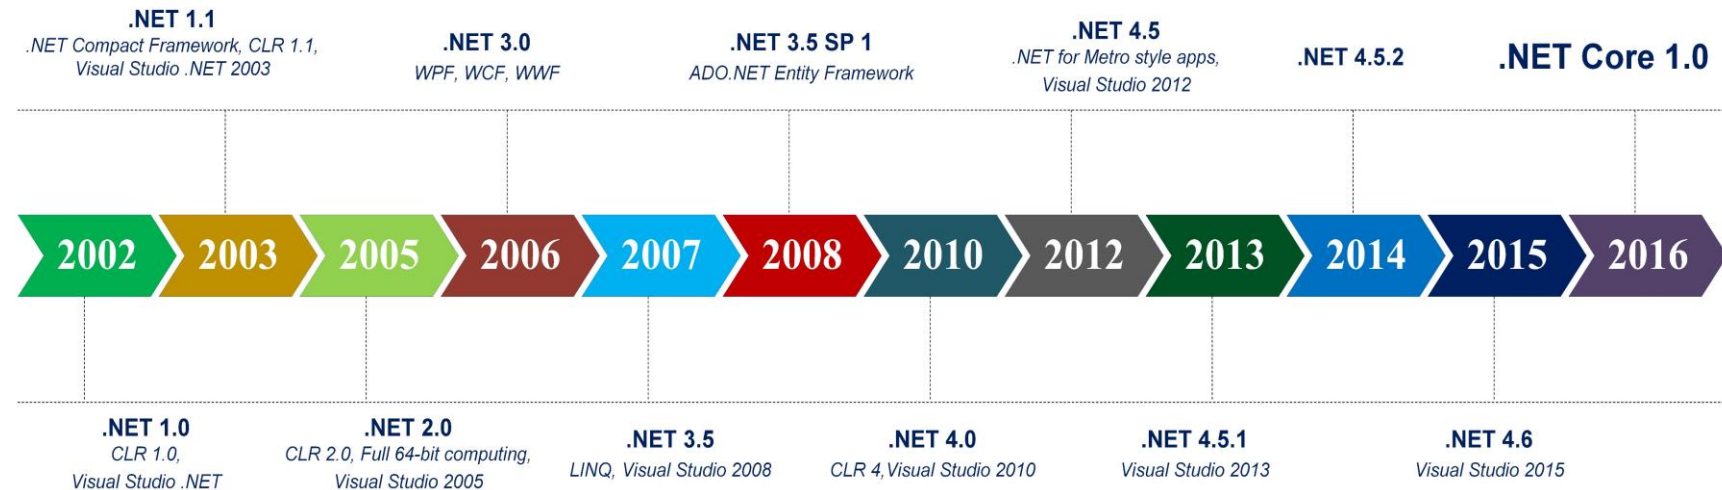 .NET 1.1
.NET Compact Framework, CLR 1.1,
Visual Studio .NET 2003
.NET 3.0
WPF, WCF, WWF
.NET 3.5 SP 1
ADO.NET Entity Framework
.NET 4.5
.NET for Metro style apps,
Visual Studio 2012
.NET 4.5.2
.NET Core 1.0
2002
2003
2005
2006
2007
2008
2010
2012
2013
2014
2015
2016
.NET 1.0
CLR 1.0,
Visual Studio .NET
.NET 2.0
CLR 2.0, Full 64-bit computing,
Visual Studio 2005
.NET 3.5
LINQ, Visual Studio 2008
.NET 4.0
CLR 4,Visual Studio 2010
.NET 4.5.1
Visual Studio 2013
.NET 4.6
Visual Studio 2015